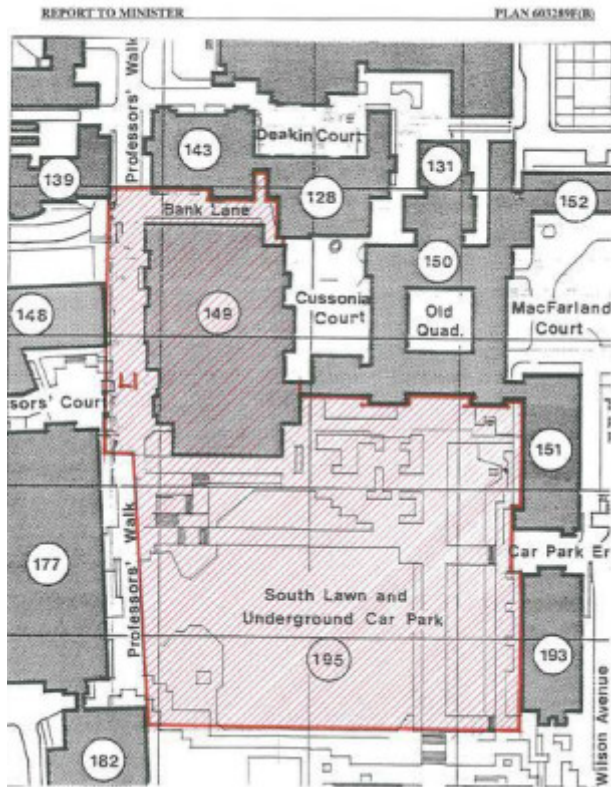 REPORT TO MINISTER
PLAN 603289F(B)
Professors' Walk
Deakin Court
143
131
139
128
152
Bank Lane
150
Cussonia
Court
Old
Quad.
MacFarland
Court
149
148
sors' Court
151
Professors' Walk
Car Park Er
177
South Lawn and
Underground Car Park
195
193
Wilson Avenue
182